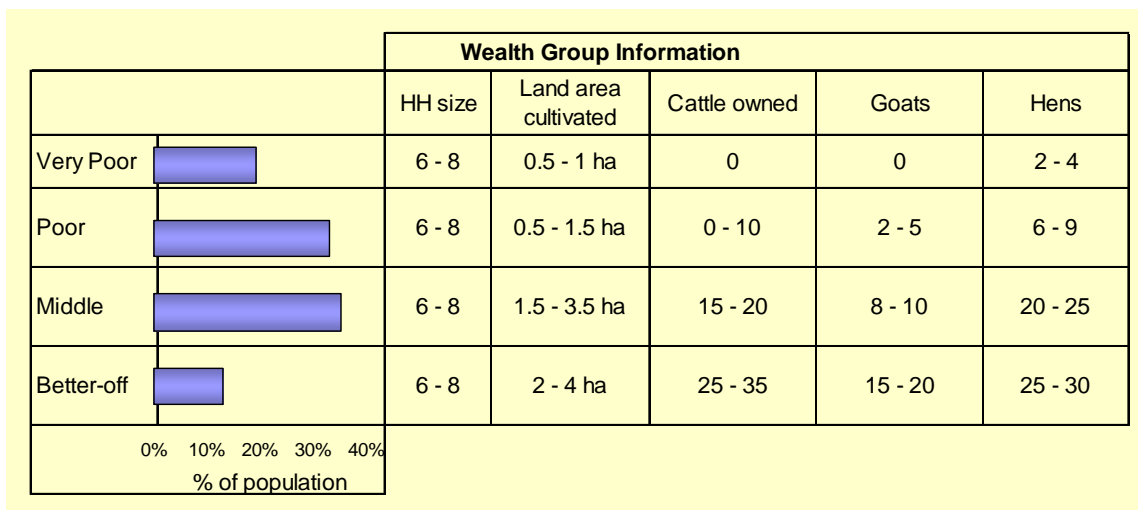 Wealth Group Information
HH size
Land area
cultivated
Cattle owned
Goats
Hens
Very Poor
6 - 8
0.5 - 1 ha
0
0
2 - 4
Poor
6 - 8
0.5 - 1.5 ha
0 - 10
2 - 5
6 - 9
Middle
6 - 8
1.5 - 3.5 ha
15 - 20
8 - 10
20 - 25
Better-off
6 - 8
2 - 4 ha
25 - 35
15 - 20
25 - 30
0% 10% 20% 30% 40%
% of population